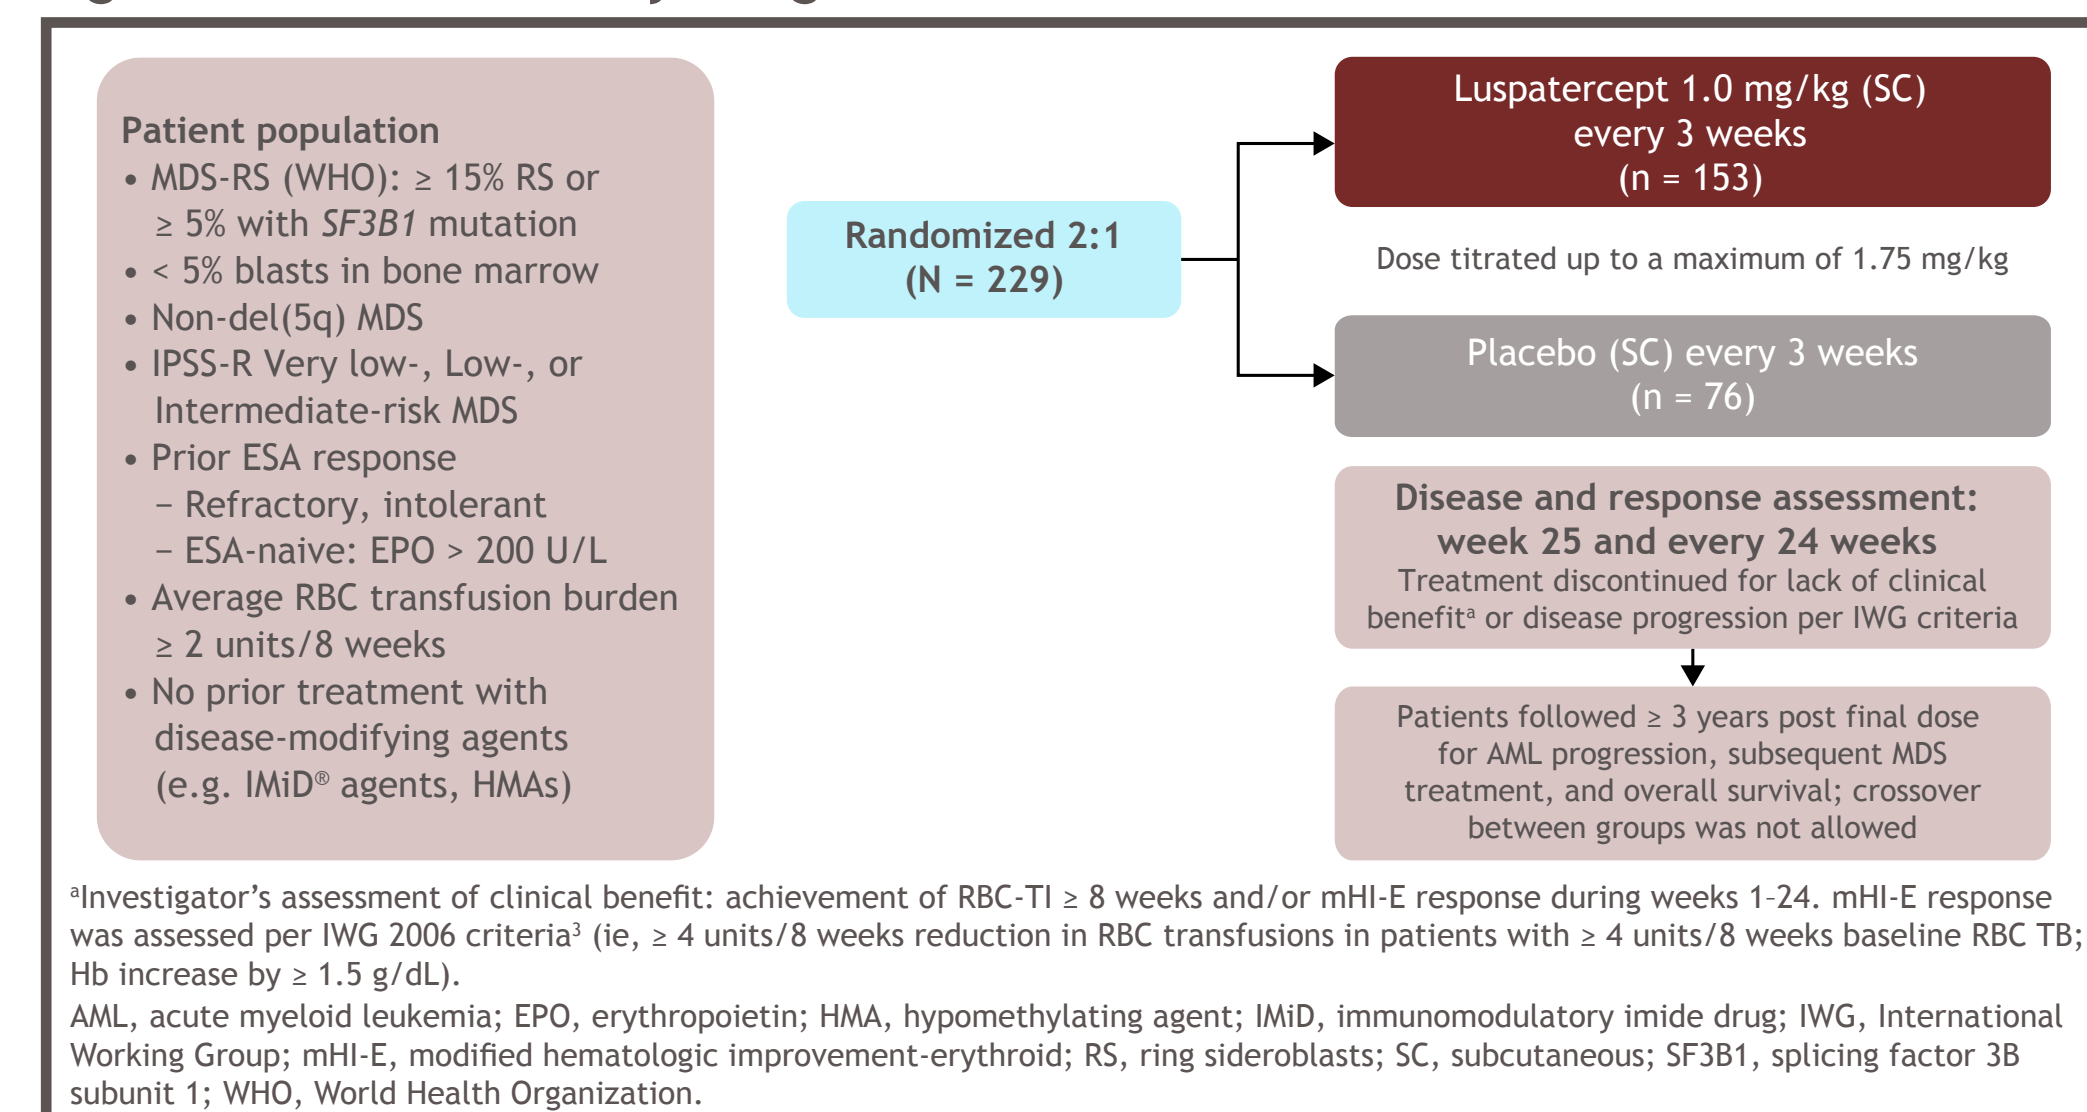 Patient population
• MDS-RS (WHO): ≥ 15% RS or
≥ 5% with SF3B1 mutation
• < 5% blasts in bone marrow
• Non-del(5q) MDS
• IPSS-R Very low-, Low-, or
Intermediate-risk MDS
• Prior ESA response
– Refractory, intolerant
– ESA-naive: EPO > 200 U/L
• Average RBC transfusion burden
≥ 2 units/8 weeks
• No prior treatment with
disease-modifying agents
(e.g. IMiD® agents, HMAs)
Randomized 2:1
(N = 229)
Luspatercept 1.0 mg/kg (SC)
every 3 weeks
(n = 153)
Dose titrated up to a maximum of 1.75 mg/kg
Placebo (SC) every 3 weeks
(n = 76)
Disease and response assessment:
week 25 and every 24 weeks
Treatment discontinued for lack of clinical
benefitᵃ or disease progression per IWG criteria
Patients followed ≥ 3 years post final dose
for AML progression, subsequent MDS
treatment, and overall survival; crossover
between groups was not allowed
ᵃInvestigator’s assessment of clinical benefit: achievement of RBC-TI ≥ 8 weeks and/or mHI-E response during weeks 1–24. mHI-E response
was assessed per IWG 2006 criteria³ (ie, ≥ 4 units/8 weeks reduction in RBC transfusions in patients with ≥ 4 units/8 weeks baseline RBC TB;
Hb increase by ≥ 1.5 g/dL).
AML, acute myeloid leukemia; EPO, erythropoietin; HMA, hypomethylating agent; IMiD, immunomodulatory imide drug; IWG, International
Working Group; mHI-E, modified hematologic improvement-erythroid; RS, ring sideroblasts; SC, subcutaneous; SF3B1, splicing factor 3B
subunit 1; WHO, World Health Organization.